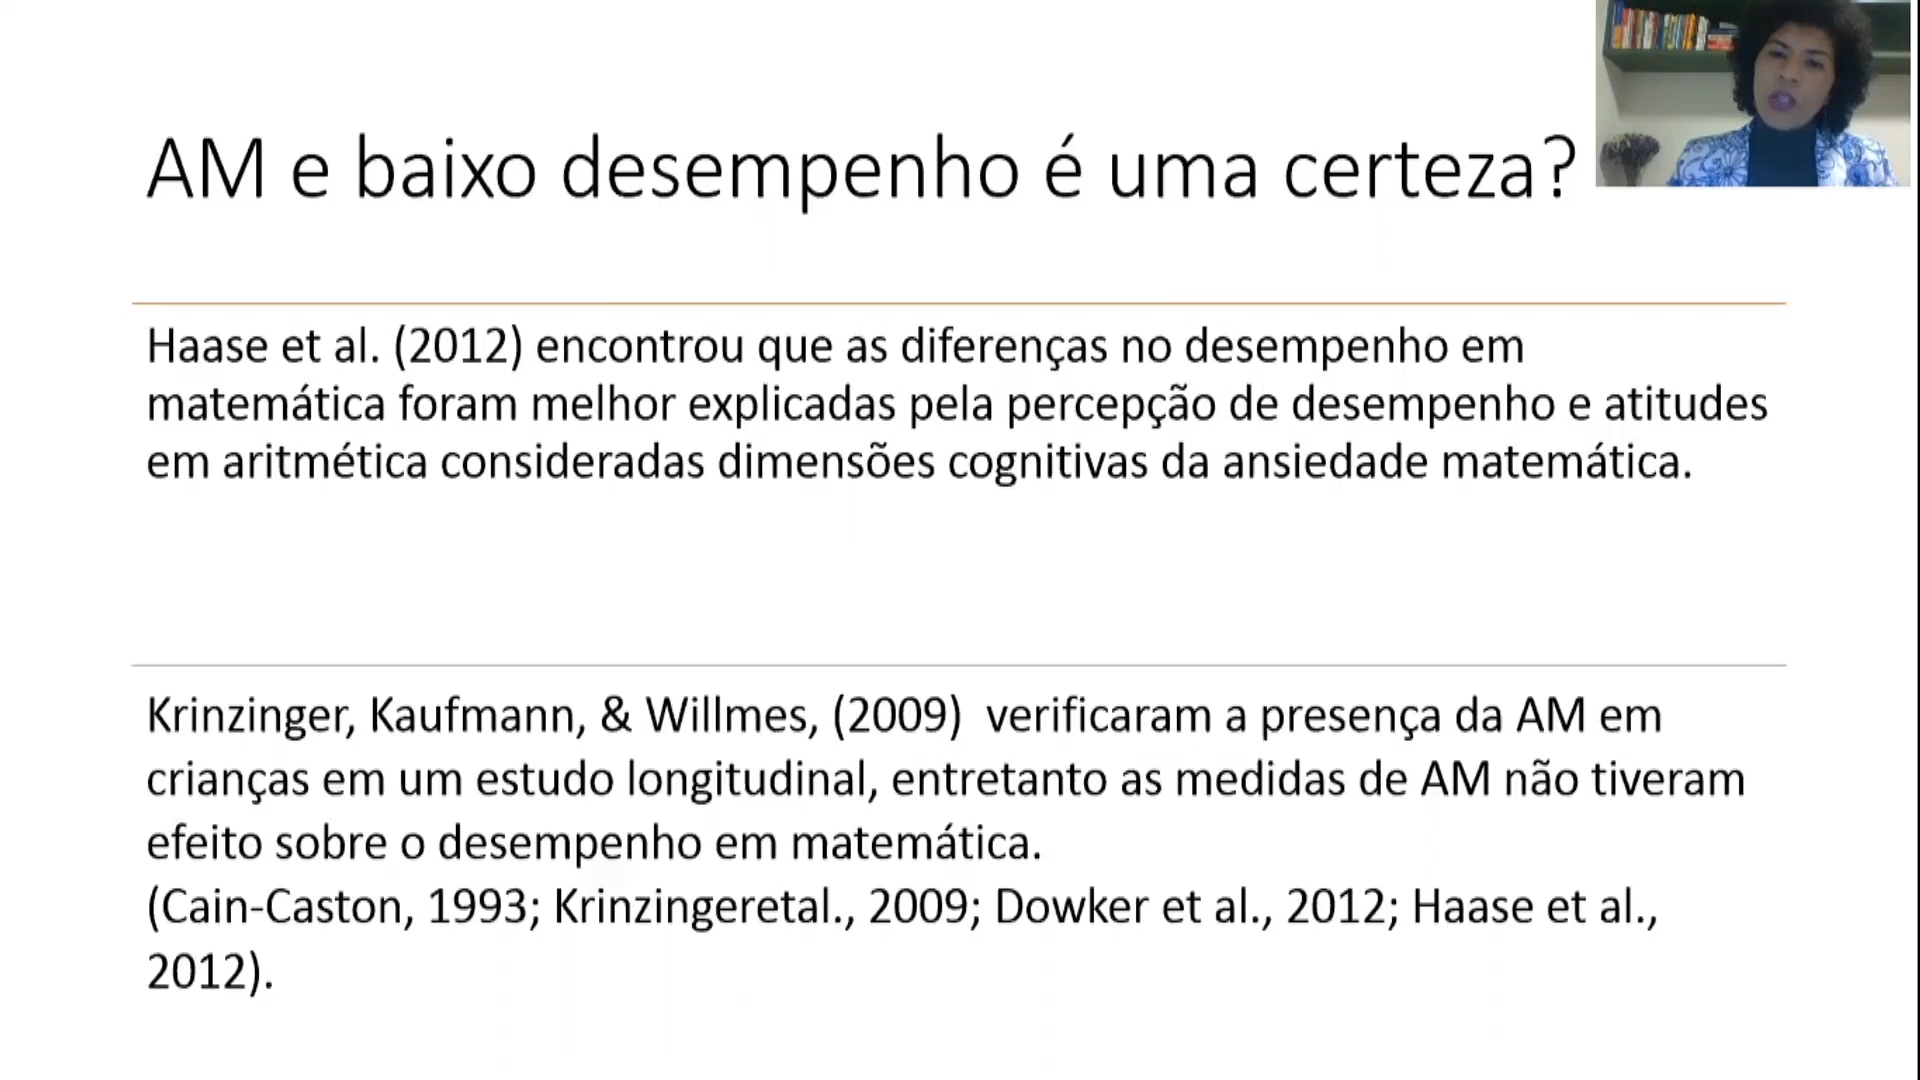 AM e baixo desempenho é uma certeza?
Haase et al. (2012) encontrou que as diferenças no desempenho em
matemática foram melhor explicadas pela percepção de desempenho e atitudes
em aritmética consideradas dimensões cognitivas da ansiedade matemática.
Krinzinger, Kaufmann, & Willmes, (2009)  verificaram a presença da AM em
crianças em um estudo longitudinal, entretanto as medidas de AM não tiveram
efeito sobre o desempenho em matemática.
(Cain-Caston, 1993; Krinzingeretal., 2009; Dowker et al., 2012; Haase et al.,
2012).